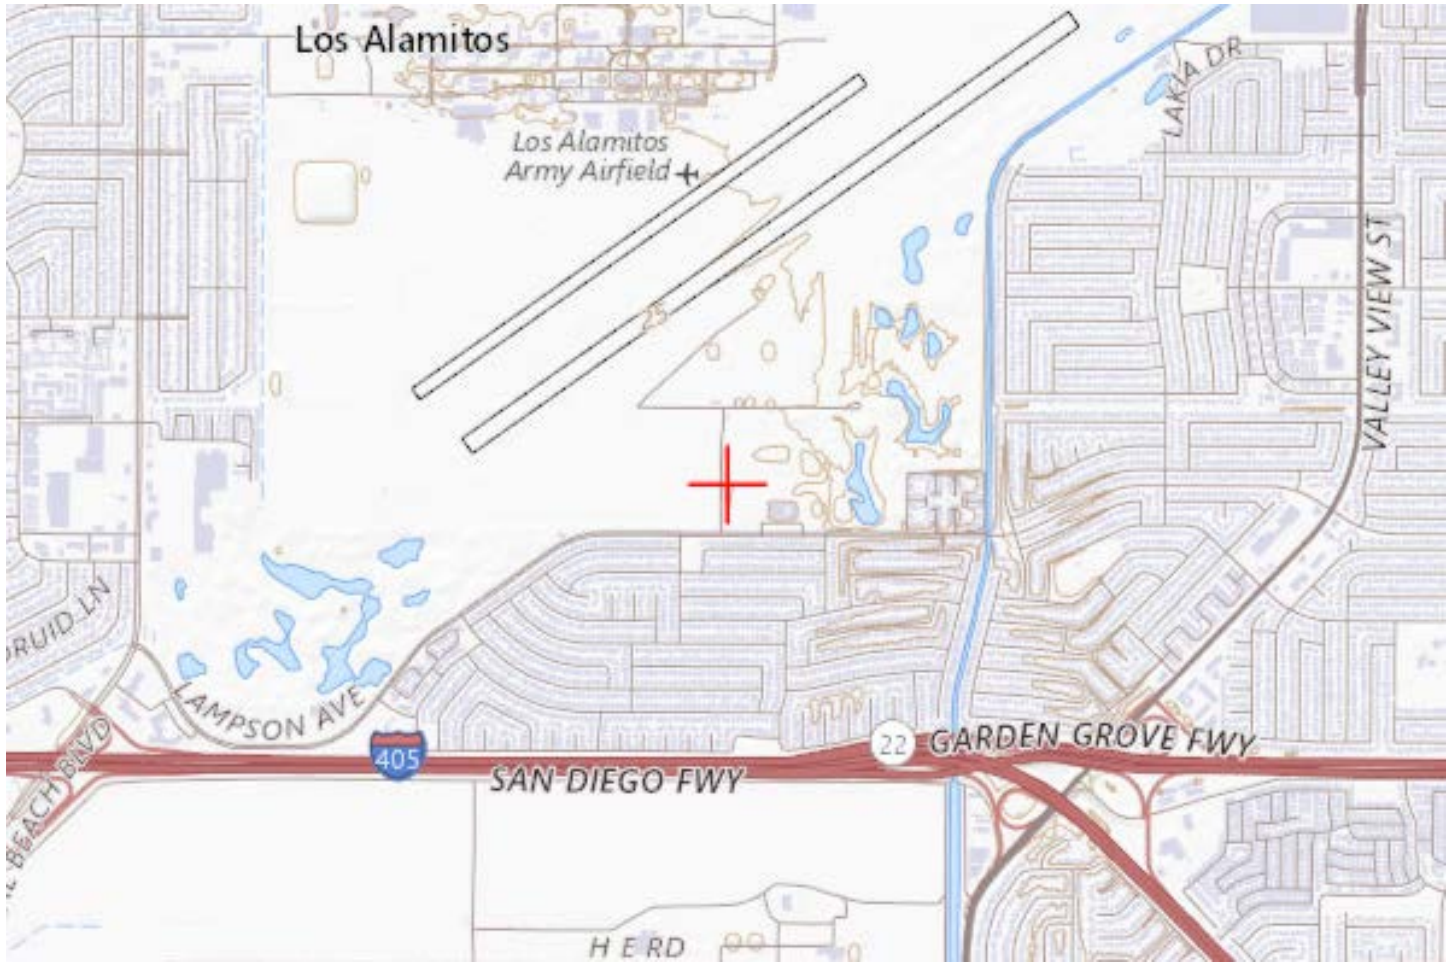 Los Alamitos
LAKIA DR
Los Alamitos
Army Airfield
VALLEY VIEW ST
DRUID LN
LAMPSON AVE
BEACH BLVD
405
SAN DIEGO FWY
22
GARDEN GROVE FWY
H E RD